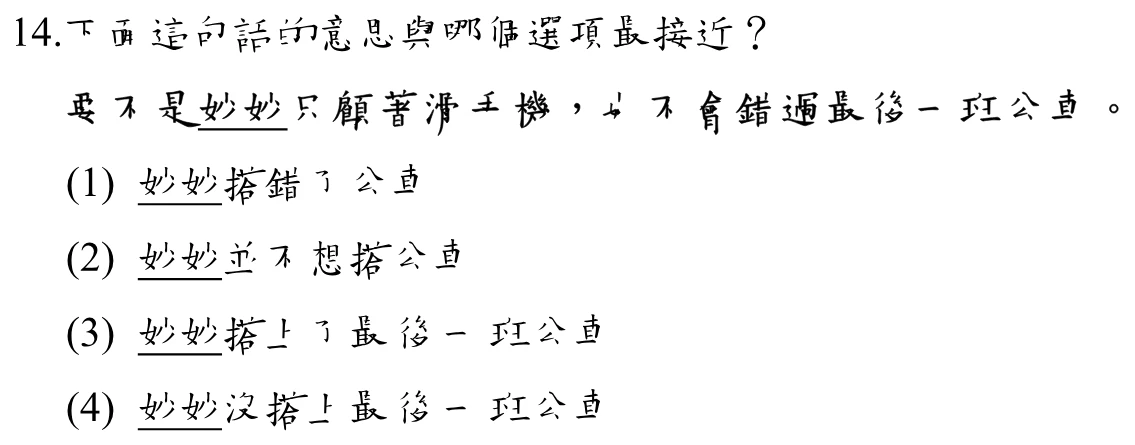 14.下面這句話的意思與哪個選項最接近？
要不是妙妙只顧著滑手機，才不會錯過最後一班公車。
(1) 妙妙搭錯了公車
(2) 妙妙並不想搭公車
(3) 妙妙搭上了最後一班公車
(4) 妙妙沒搭上最後一班公車